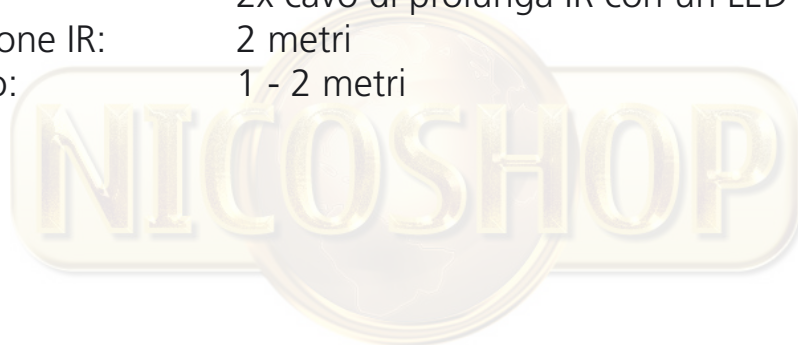 2x cavo di prolunga IR con un LED
one IR: 2 metri
o: 1 - 2 metri
NICOSHOP